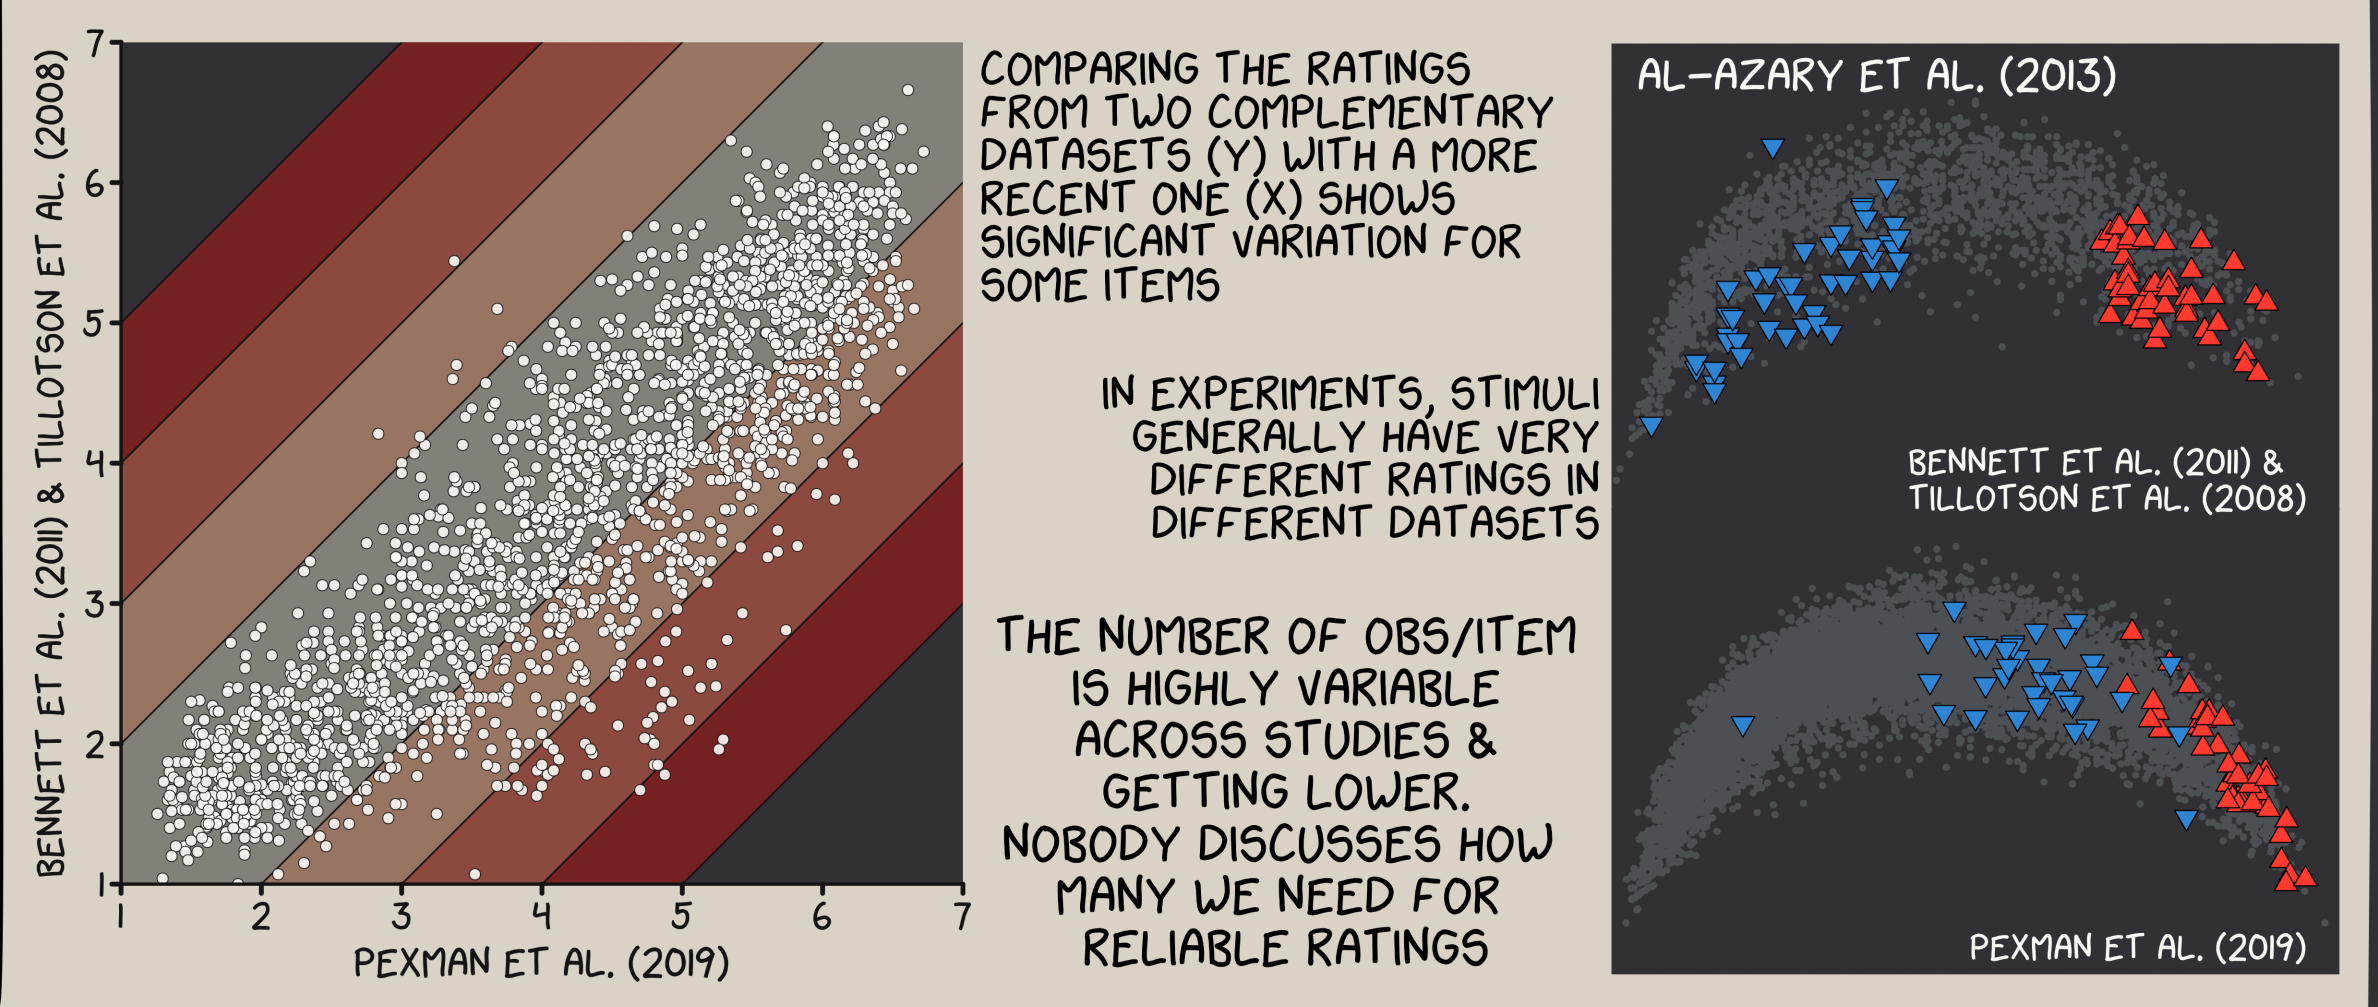 BENNETT ET AL. (2011) & TILLOTSON ET AL. (2008)
7
6
5
4
3
2
1
1 2 3 4 5 6 7
PEXMAN ET AL. (2019)
COMPARING THE RATINGS
FROM TWO COMPLEMENTARY
DATASETS (Y) WITH A MORE
RECENT ONE (X) SHOWS
SIGNIFICANT VARIATION FOR
SOME ITEMS
IN EXPERIMENTS, STIMULI
GENERALLY HAVE VERY
DIFFERENT RATINGS IN
DIFFERENT DATASETS
THE NUMBER OF OBS/ITEM
IS HIGHLY VARIABLE
ACROSS STUDIES &
GETTING LOWER.
NOBODY DISCUSSES HOW
MANY WE NEED FOR
RELIABLE RATINGS
AL-AZARY ET AL. (2013)
BENNETT ET AL. (2011) &
TILLOTSON ET AL. (2008)
PEXMAN ET AL. (2019)